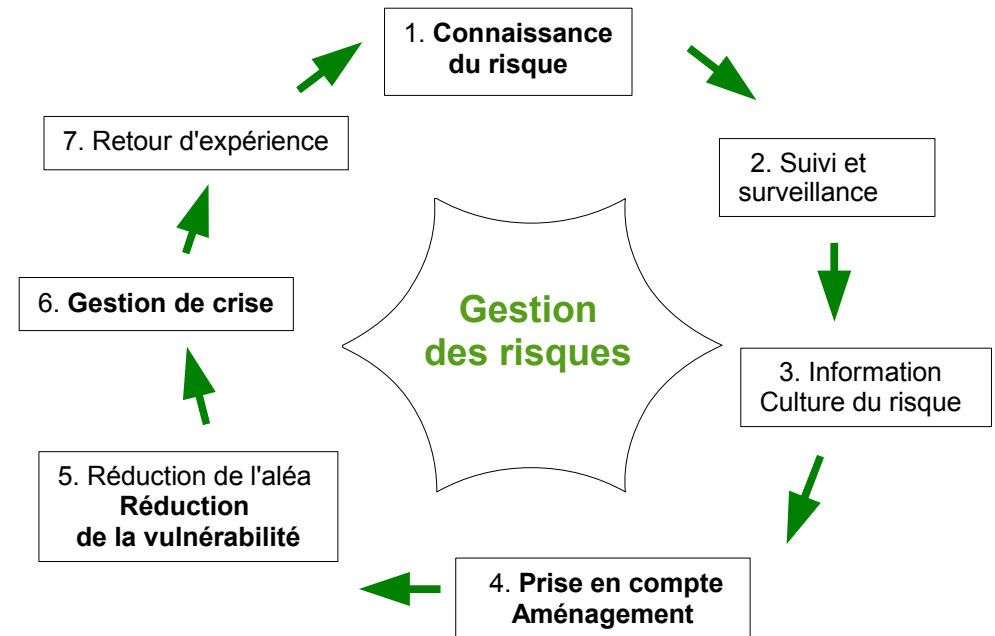 1. Connaissance
du risque
2. Suivi et
surveillance
3. Information
Culture du risque
4. Prise en compte
Aménagement
5. Réduction de l'aléa
Réduction
de la vulnérabilité
6. Gestion de crise
7. Retour d'expérience
Gestion
des risques